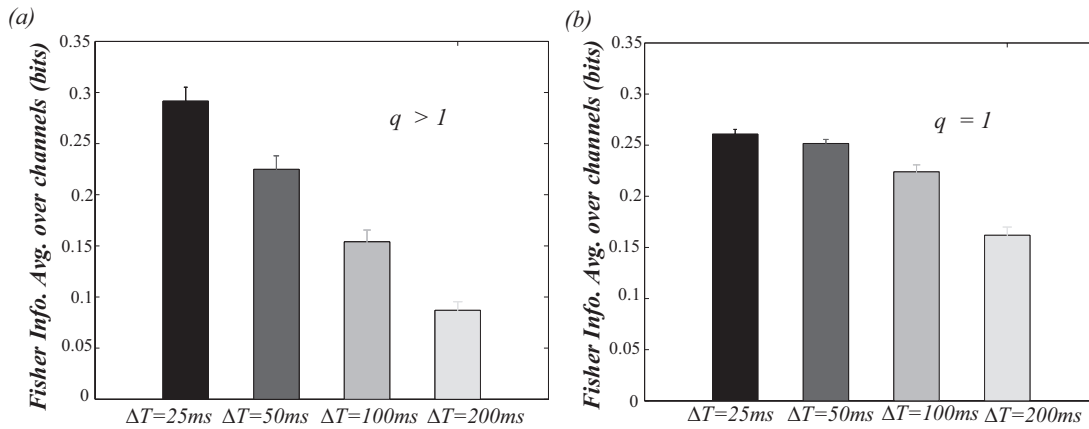 (a)
Fisher Info. Avg. over channels (bits)
0.35
0.3
0.25
0.2
0.15
0.1
0.05
0
q > 1
ΔT=25ms ΔT=50ms ΔT=100ms ΔT=200ms
(b)
Fisher Info. Avg. over channels (bits)
0.35
0.3
0.25
0.2
0.15
0.1
0.05
0
q = 1
ΔT=25ms ΔT=50ms ΔT=100ms ΔT=200ms